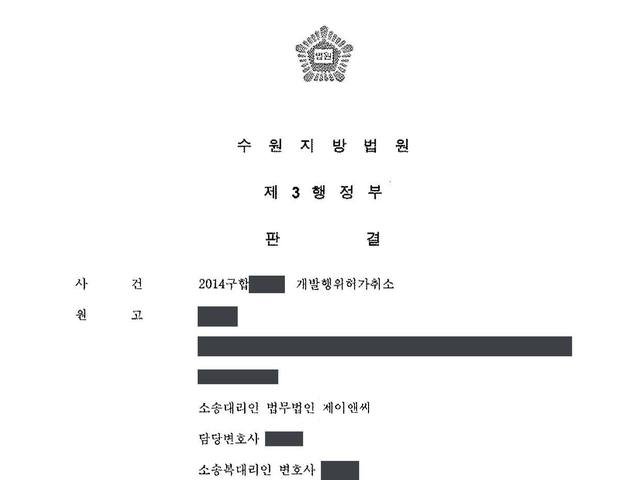 법원
수 원 지 방 법 원
제 3 행 정 부
판 결
사 건 2014구합 개발행위허가취소
원 고
소송대리인 법무법인 제이앤씨
담당변호사
소송복대리인 변호사